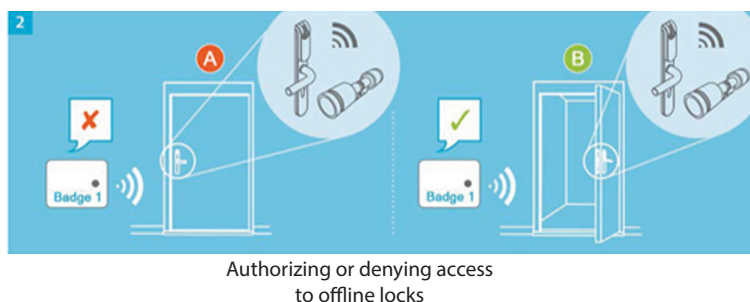 2
A
B
Badge 1
Badge 1
Authorizing or denying access
to offline locks